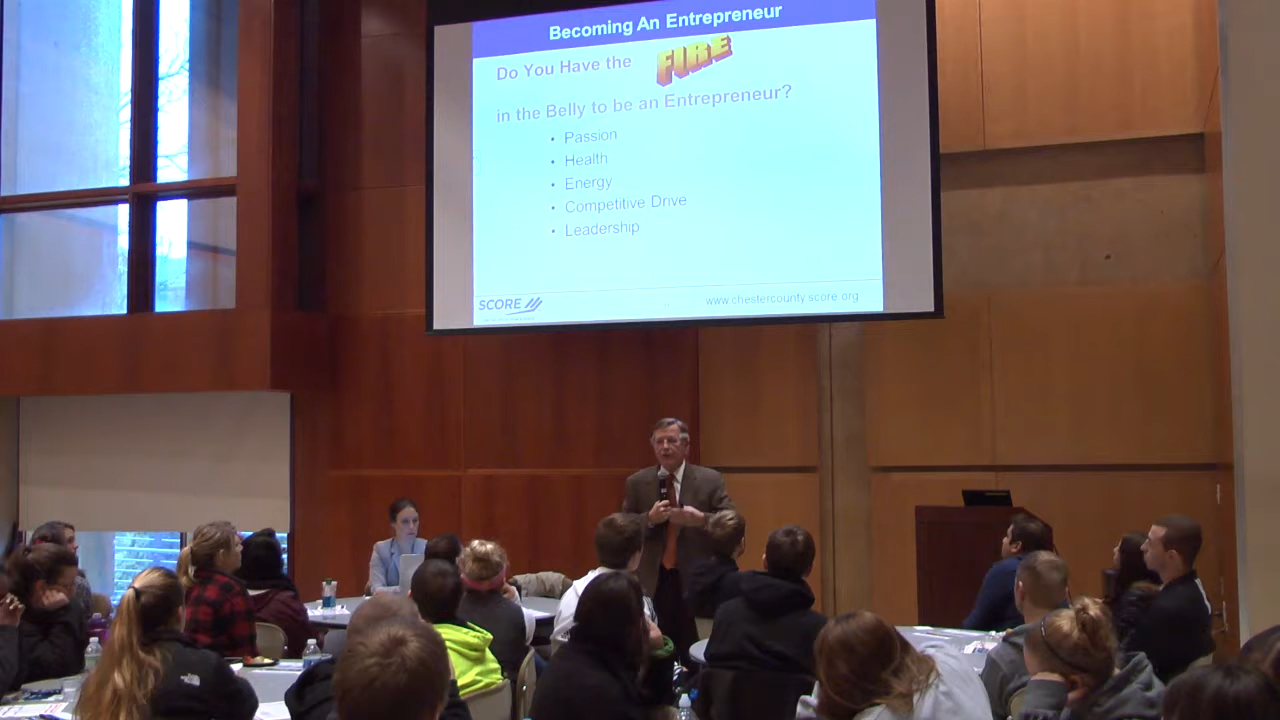 Becoming An Entrepreneur
Do You Have the FIRE
in the Belly to be an Entrepreneur?
• Passion
• Health
• Energy
• Competitive Drive
• Leadership
SCORE
www.chestercounty.score.org